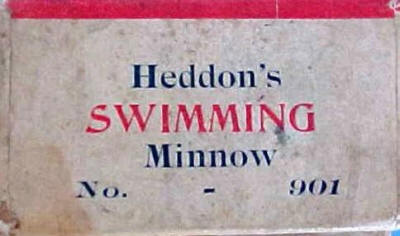 Heddon's
SWIMMING
Minnow
No. - 901